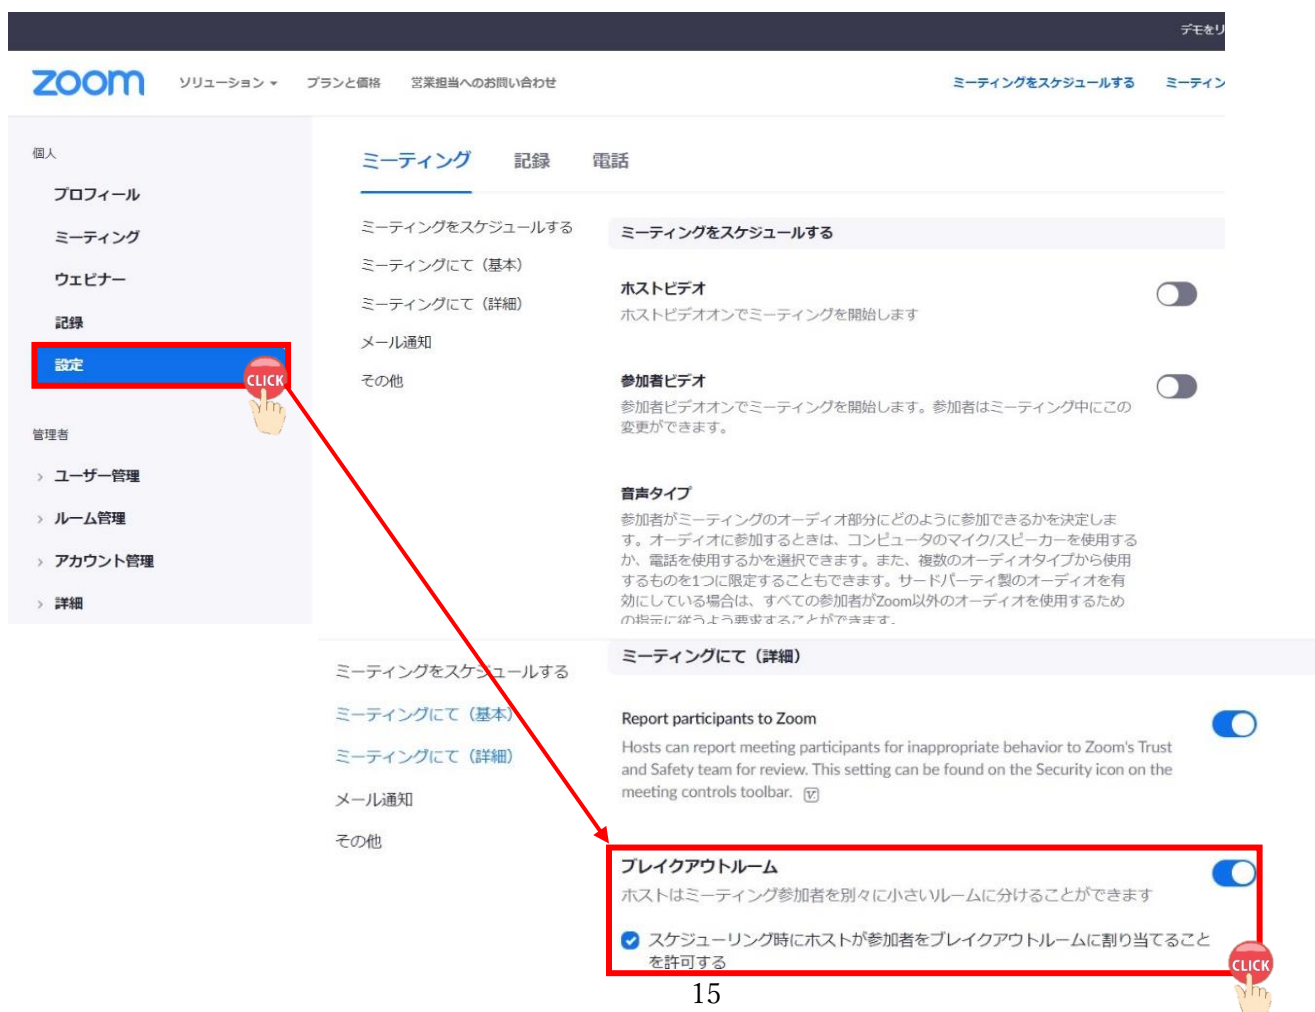 デモをリ
zoom ソリューション プランと価格 営業担当へのお問い合わせ ミーティングをスケジュールする ミーティン
個人
プロフィール
ミーティング
ウェビナー
記録
設定
CLICK
管理者
ユーザー管理
ルーム管理
アカウント管理
詳細
ミーティング 記録 電話
ミーティングをスケジュールする
ミーティングにて（基本）
ミーティングにて（詳細）
メール通知
その他
ミーティングをスケジュールする
ホストビデオ
ホストビデオオンでミーティングを開始します
参加者ビデオ
参加者ビデオオンでミーティングを開始します。参加者はミーティング中にこの
変更ができます。
音声タイプ
参加者がミーティングのオーディオ部分にどのように参加できるかを決定しま
す。オーディオに参加するときは、コンピュータのマイク/スピーカーを使用する
か、電話を使用するかを選択できます。また、複数のオーディオタイプから使用
するものを1つに限定することもできます。サードパーティ製のオーディオを有
効にしている場合は、すべての参加者がZoom以外のオーディオを使用するため
の指示に従うよう要求することができます。
ミーティングをスケジュールする
ミーティングにて（基本）
ミーティングにて（詳細）
メール通知
その他
ミーティングにて（詳細）
Report participants to Zoom
Hosts can report meeting participants for inappropriate behavior to Zoom's Trust
and Safety team for review. This setting can be found on the Security icon on the
meeting controls toolbar.
ブレイクアウトルーム
ホストはミーティング参加者を別々に小さいルームに分けることができます
スケジューリング時にホストが参加者をブレイクアウトルームに割り当てること
を許可する
CLICK
15